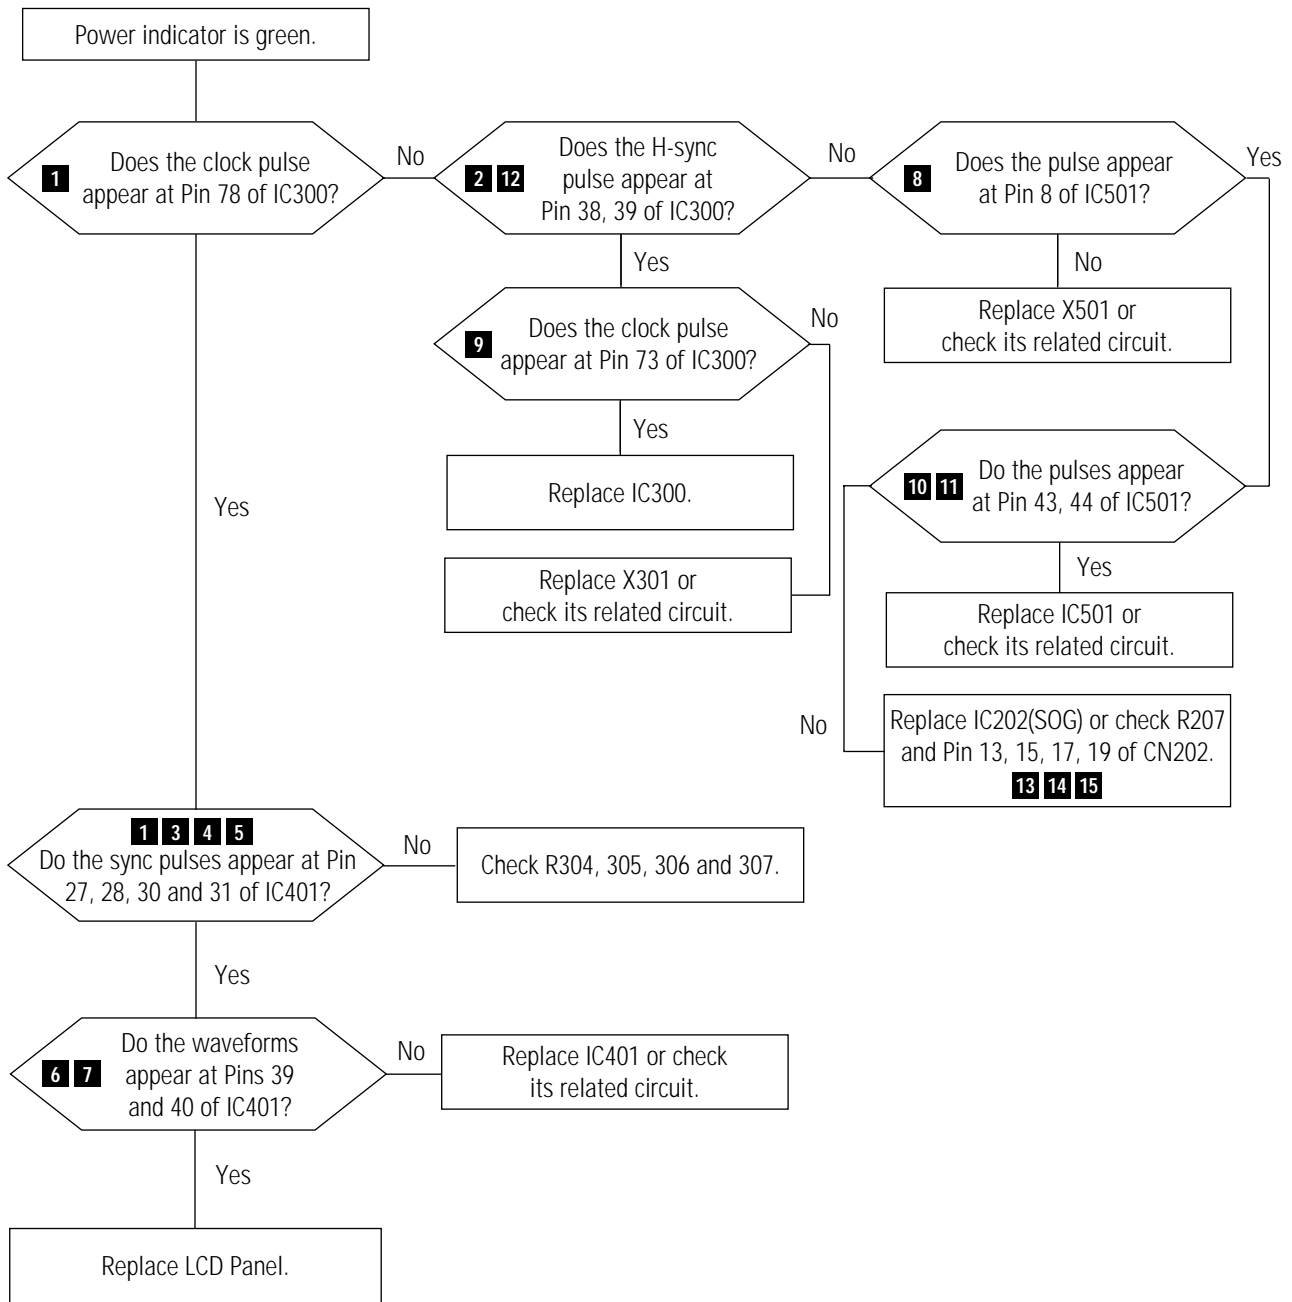 Power indicator is green.
1 Does the clock pulse
appear at Pin 78 of IC300?
No
2 12 Does the H-sync
pulse appear at
Pin 38, 39 of IC300?
No
8 Does the pulse appear
at Pin 8 of IC501?
Yes
Yes
No
9 Does the clock pulse
appear at Pin 73 of IC300?
No
Replace X501 or
check its related circuit.
Yes
Replace IC300.
Yes
10 11 Do the pulses appear
at Pin 43, 44 of IC501?
Replace X301 or
check its related circuit.
Yes
Replace IC501 or
check its related circuit.
No
Replace IC202(SOG) or check R207
and Pin 13, 15, 17, 19 of CN202.
13 14 15
1 3 4 5
Do the sync pulses appear at Pin
27, 28, 30 and 31 of IC401?
No
Check R304, 305, 306 and 307.
Yes
6 7 Do the waveforms
appear at Pins 39
and 40 of IC401?
No
Replace IC401 or check
its related circuit.
Yes
Replace LCD Panel.